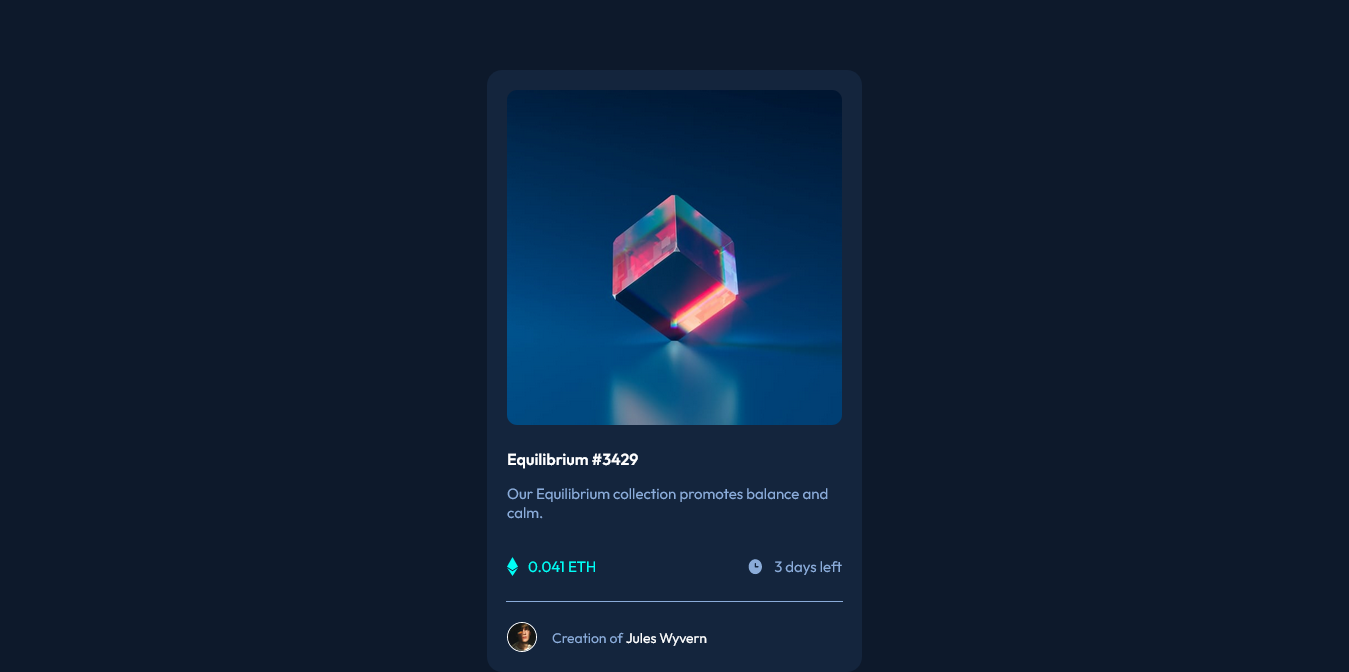 Equilibrium #3429
Our Equilibrium collection promotes balance and
calm.
0.041 ETH
3 days left
Creation of Jules Wyvern